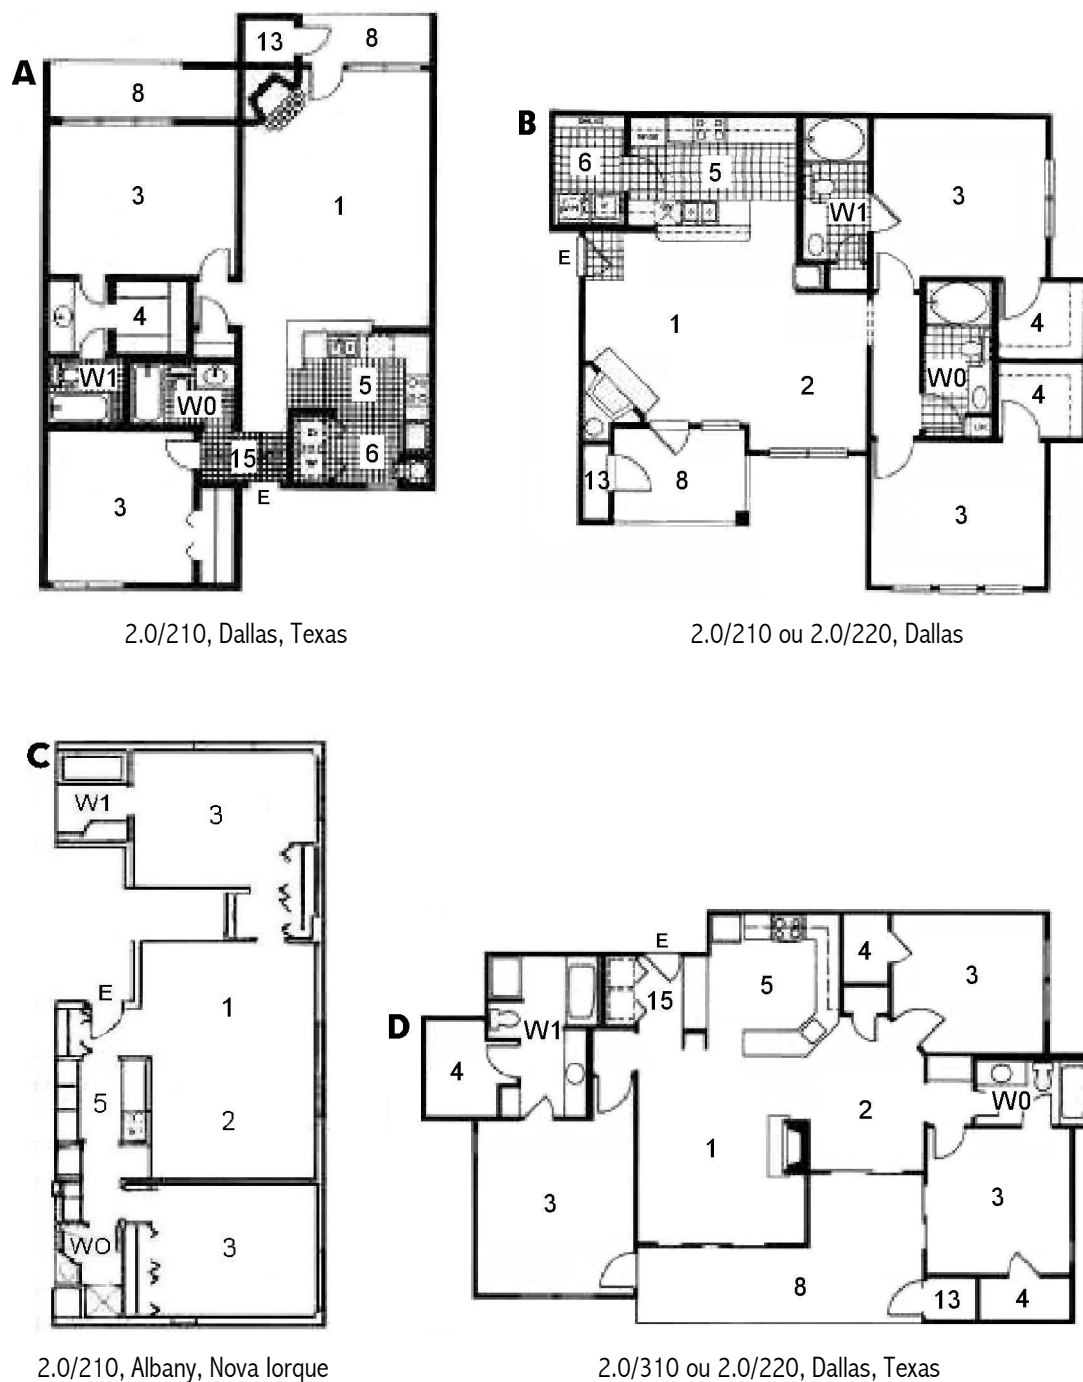 A
13
8
8
3
1
4
W1
W0
5
15
6
E
3
2.0/210, Dallas, Texas
B
6
5
W1
3
E
1
4
2
W0
4
13
8
3
2.0/210 ou 2.0/220, Dallas
C
W1
3
E
1
5
2
WO
3
2.0/210, Albany, Nova Iorque
D
E
4
3
15
5
W1
4
2
W0
1
3
3
8
13
4
2.0/310 ou 2.0/220, Dallas, Texas